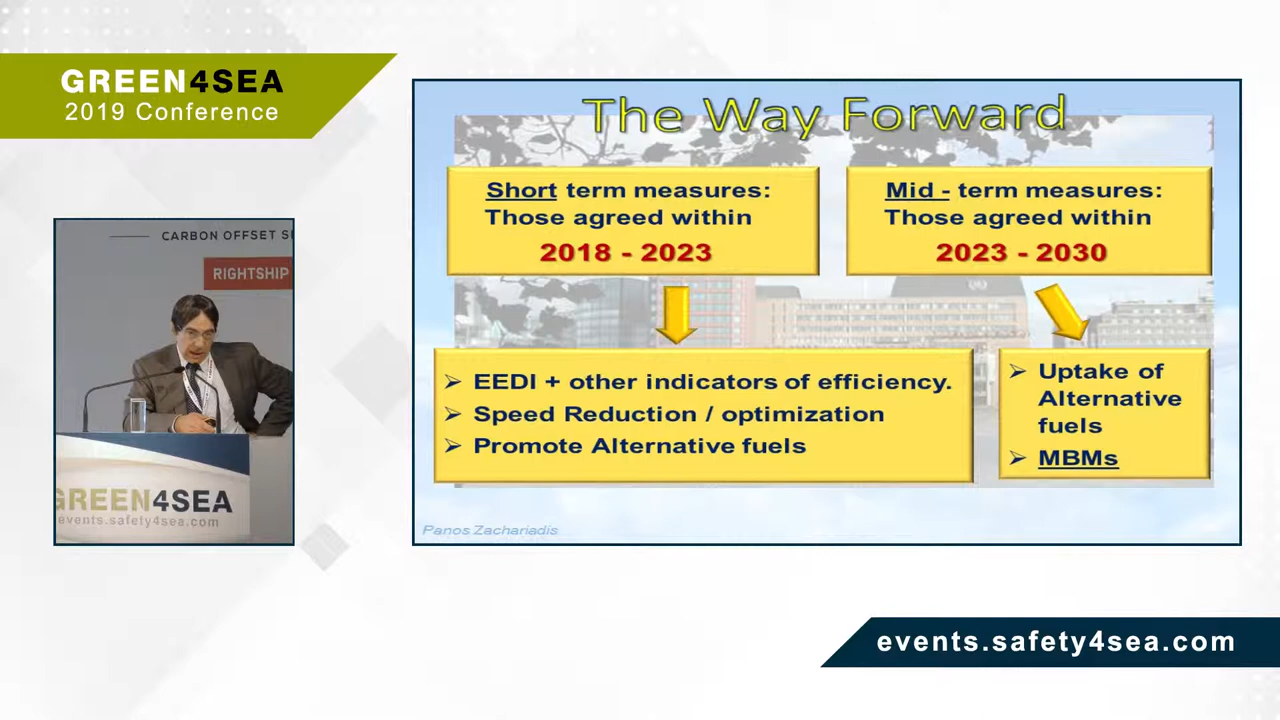 GREEN4SEA
2019 Conference
CARBON OFFSET
RIGHTSHIP
GREEN4SEA
events.safety4sea.com
The Way Forward
Short term measures:
Those agreed within
2018 - 2023
Mid - term measures:
Those agreed within
2023 - 2030
➢ EEDI + other indicators of efficiency.
➢ Speed Reduction / optimization
➢ Promote Alternative fuels
➢ Uptake of
Alternative
fuels
➢ MBMs
Panos Zachariadis
events.safety4sea.com